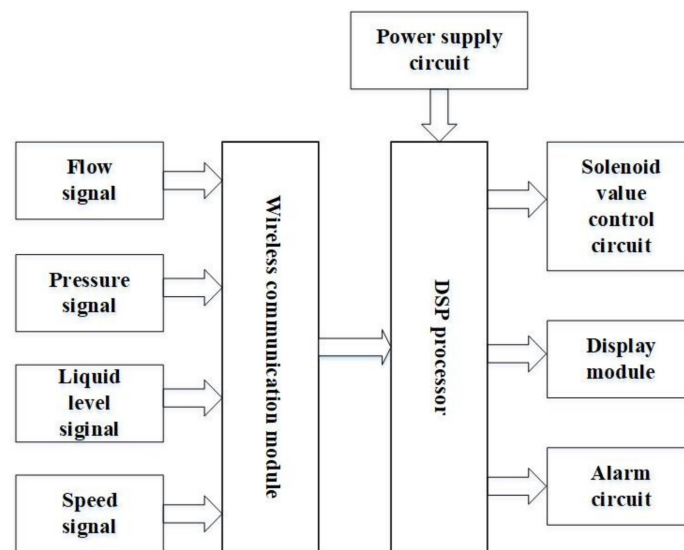 Power supply
circuit
Flow
signal
Pressure
signal
Liquid
level
siginal
Speed
signal
Wireless communication module
DSP processor
Solenoid
value
control
circuit
Display
module
Alarm
circuit